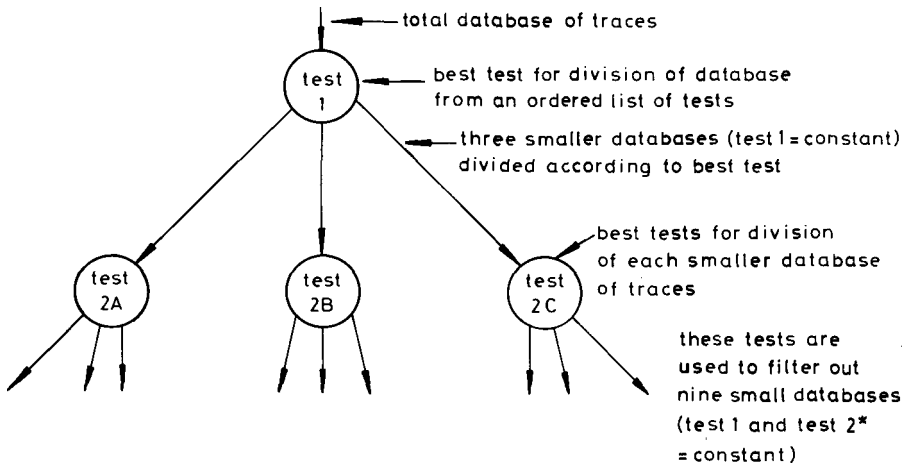 total database of traces
test
1
best test for division of database
from an ordered list of tests
three smaller databases (test1=constant)
divided according to best test
best tests for division
of each smaller database
of traces
test
2A
test
2B
test
2C
these tests are
used to filter out
nine small databases
(test 1 and test 2*
=constant)